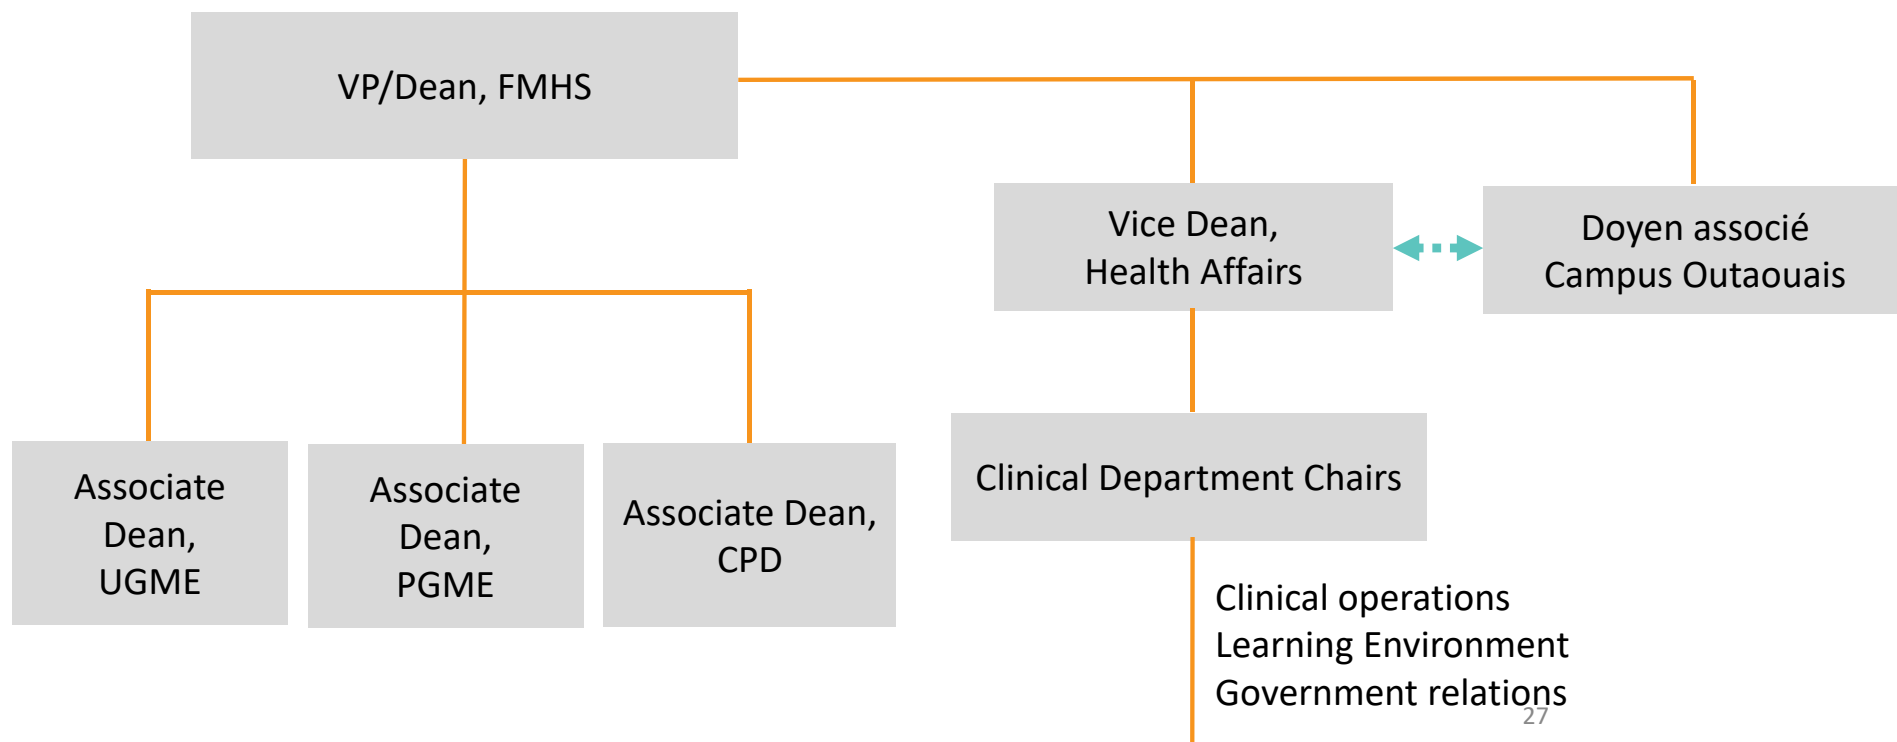 VP/Dean, FMHS
Vice Dean,
Health Affairs
Doyen associé
Campus Outaouais
Associate
Dean,
UGME
Associate
Dean,
PGME
Associate Dean,
CPD
Clinical Department Chairs
Clinical operations
Learning Environment
Government relations
27